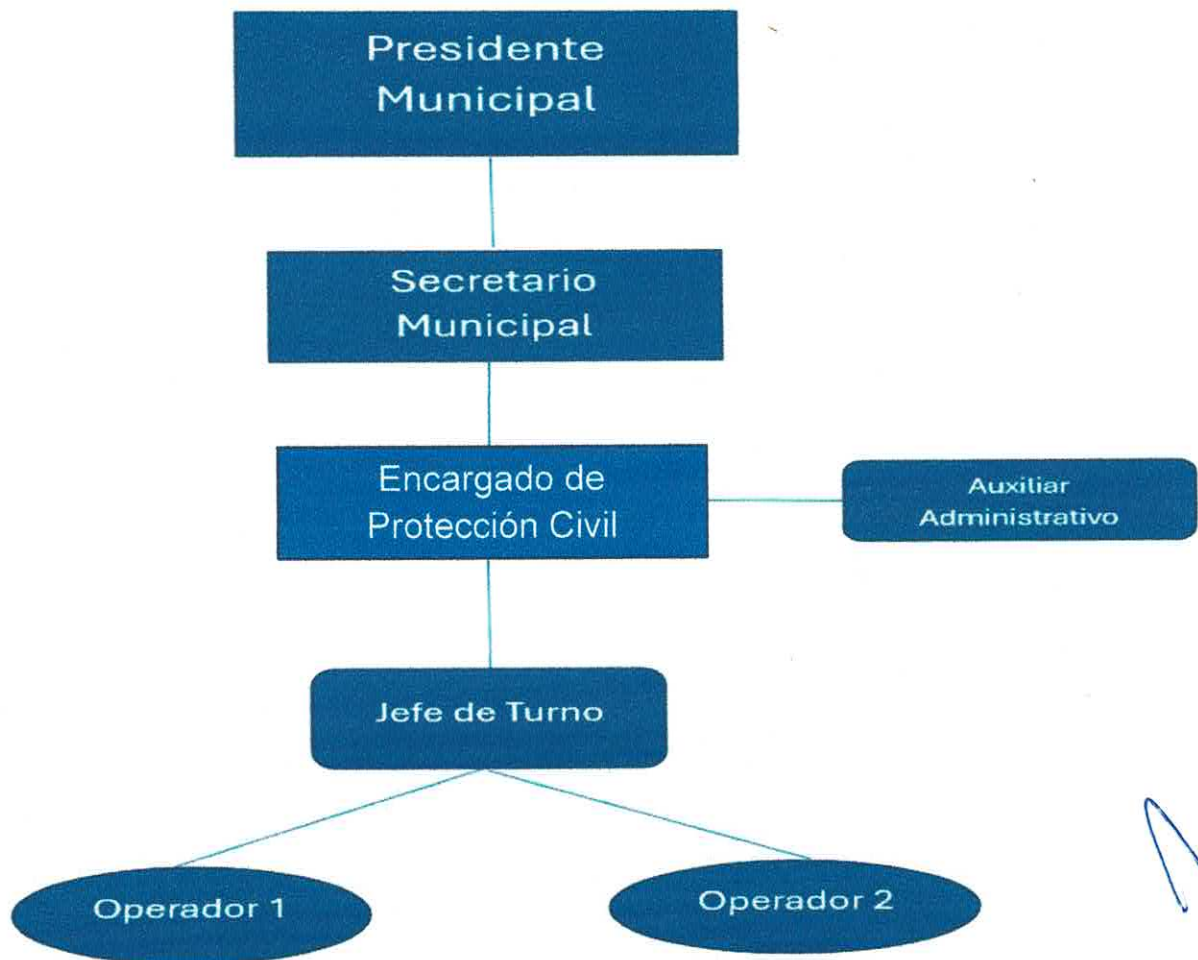 Presidente
Municipal
Secretario
Municipal
Encargado de
Protección Civil
Auxiliar
Administrativo
Jefe de Turno
Operador 1
Operador 2